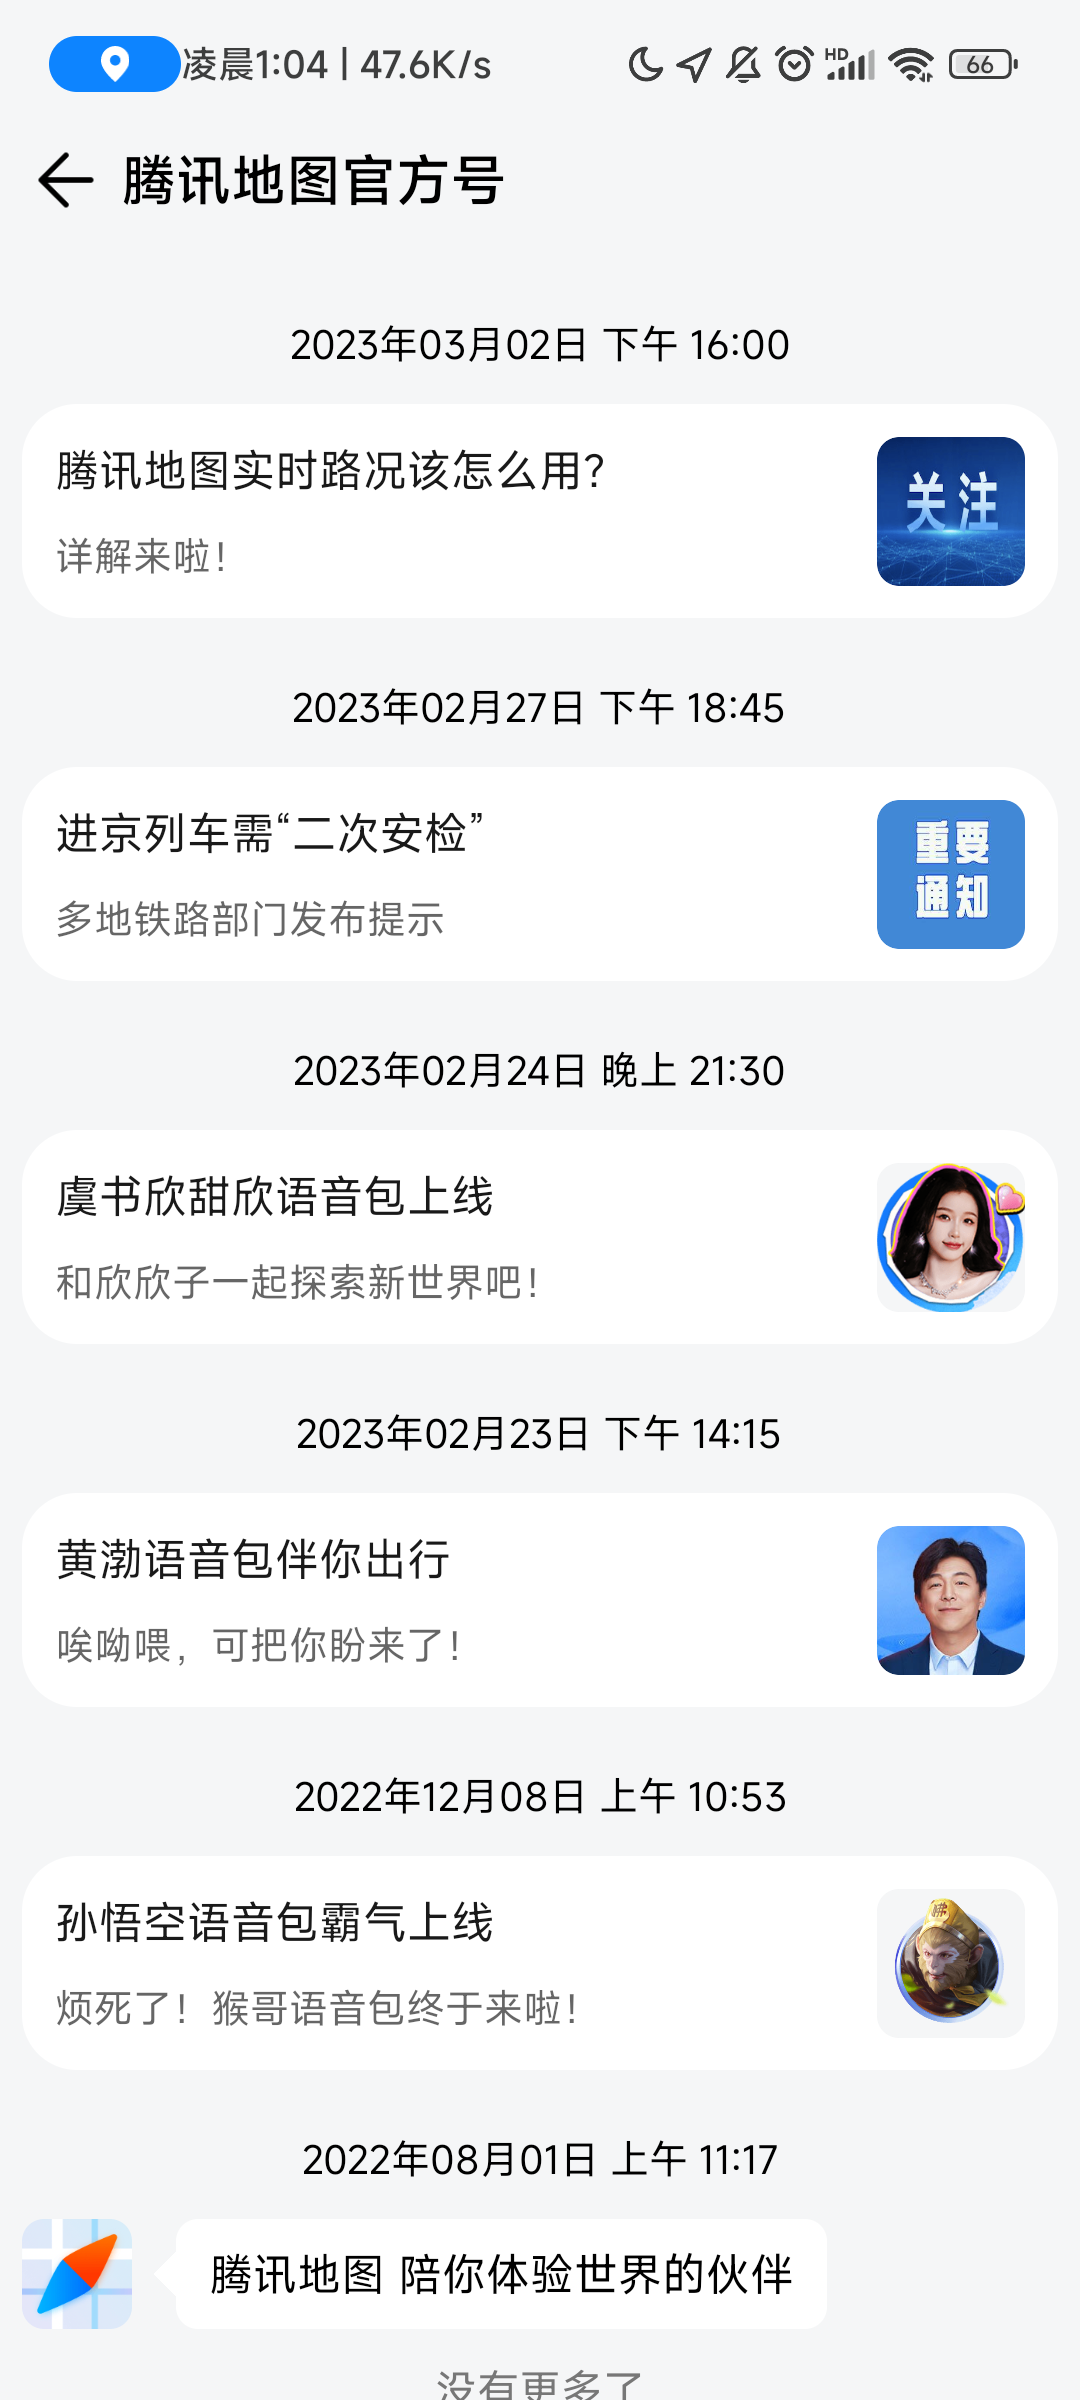 凌晨1:04 | 47.6K/s
HD
66
腾讯地图官方号
2023年03月02日 下午 16:00
腾讯地图实时路况该怎么用?
详解来啦!
关注
2023年02月27日 下午 18:45
进京列车需“二次安检”
多地铁路部门发布提示
重要
通知
2023年02月24日 晚上 21:30
虞书欣甜欣语音包上线
和欣欣子一起探索新世界吧!
2023年02月23日 下午 14:15
黄渤语音包伴你出行
唉呦喂，可把你盼来了!
2022年12月08日 上午 10:53
孙悟空语音包霸气上线
烦死了! 猴哥语音包终于来啦!
2022年08月01日 上午 11:17
腾讯地图 陪你体验世界的伙伴
没有更多了